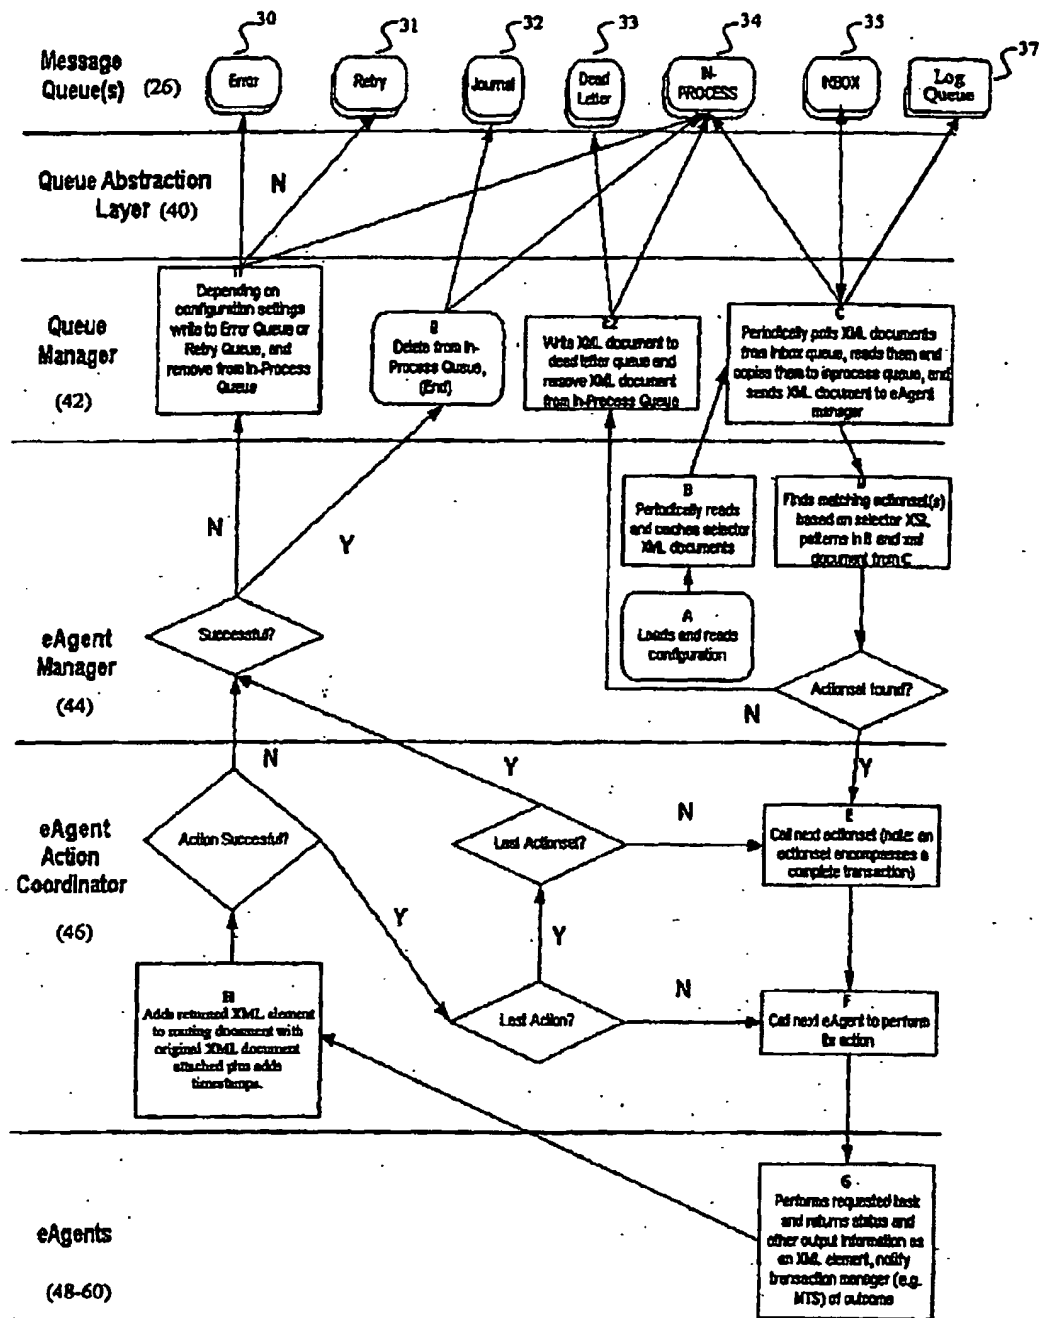 30
31
32
33
34
35
37
Message
Queue(s) (26)
Error
Retry
Journal
Dead
Letter
IN-
PROCESS
INBOX
Log
Queue
Queue Abstraction
Layer (40)
N
Queue
Manager
(42)
Depending on
configuration settings
write to Error Queue or
Retry Queue, and
remove from In-Process
Queue
Delete from In-
Process Queue,
(End)
E2
Write XML document to
dead letter queue and
remove XML document
from In-Process Queue
C
Periodically polls XML documents
from inbox queue, reads them and
copies them to inprocess queue, and
sends XML document to eAgent
manager
N
Y
B
Periodically reads
and caches selector
XML documents
D
Finds matching actionset(s)
based on selector XSL
patterns in B and xml
document from C
eAgent
Manager
(44)
Successful?
A
Loads and reads
configuration
Actionset found?
N
N
Y
Y
eAgent
Action
Coordinator
(46)
Action Succesful?
Last Actionset?
N
E
Call next actionset (note: an
actionset encompasses a
complete transaction)
Y
Y
H
Adds returned XML element
to routing document with
original XML document
attached plus adds
timestamps.
Last Action?
N
F
Call next eAgent to perform
its action
eAgents
(48-60)
G
Performs requested task
and returns status and
other output information as
an XML element, notify
transaction manager (e.g.
MTS) of outcome